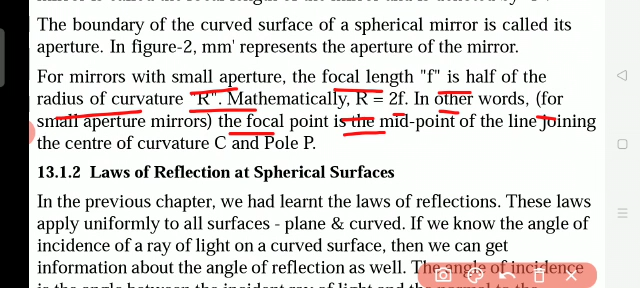 The boundary of the curved surface of a spherical mirror is called its
aperture. In figure-2, mm' represents the aperture of the mirror.
For mirrors with small aperture, the focal length "f" is half of the
radius of curvature "R". Mathematically, R = 2f. In other words, (for
small aperture mirrors) the focal point is the mid-point of the line joining
the centre of curvature C and Pole P.
13.1.2 Laws of Reflection at Spherical Surfaces
In the previous chapter, we had learnt the laws of reflections. These laws
apply uniformly to all surfaces - plane & curved. If we know the angle of
incidence of a ray of light on a curved surface, then we can get
information about the angle of reflection as well. The angle of incidence